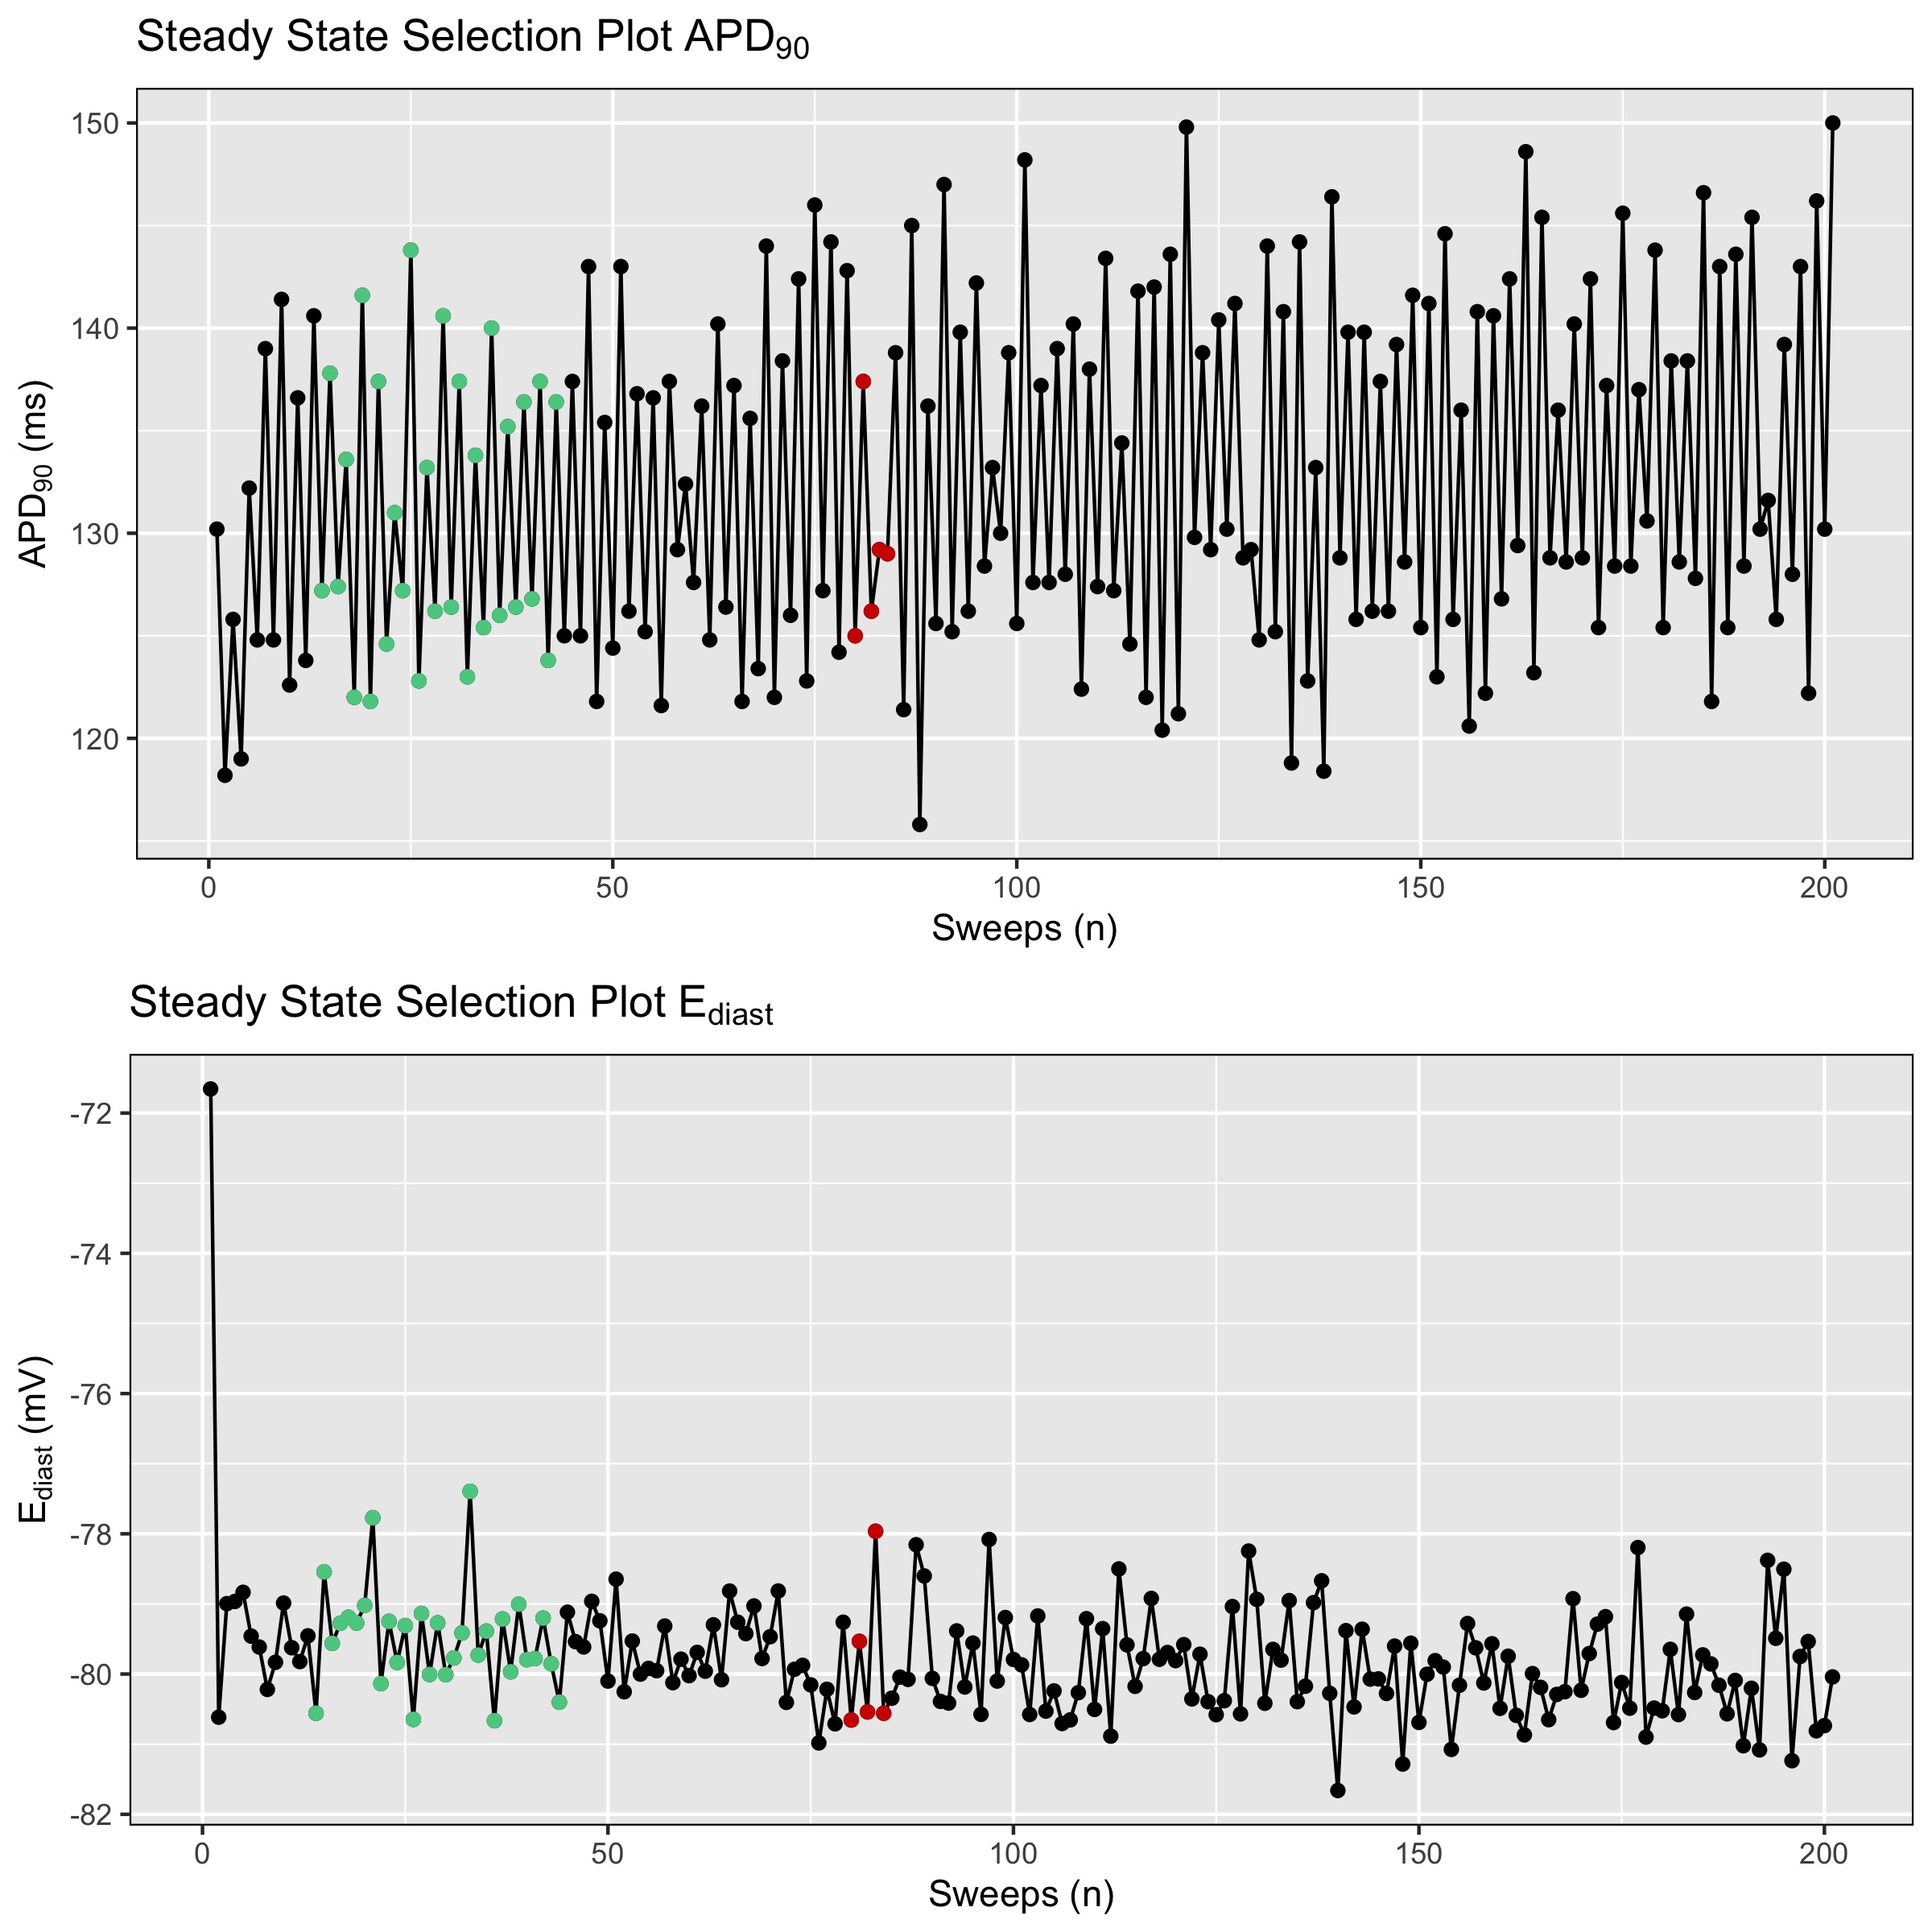 Steady State Selection Plot APD90
150
140
130
120
APD90 (ms)
0 50 100 150 200
Sweeps (n)
Steady State Selection Plot Ediast
-72
-74
-76
-78
-80
-82
Ediast (mV)
0 50 100 150 200
Sweeps (n)